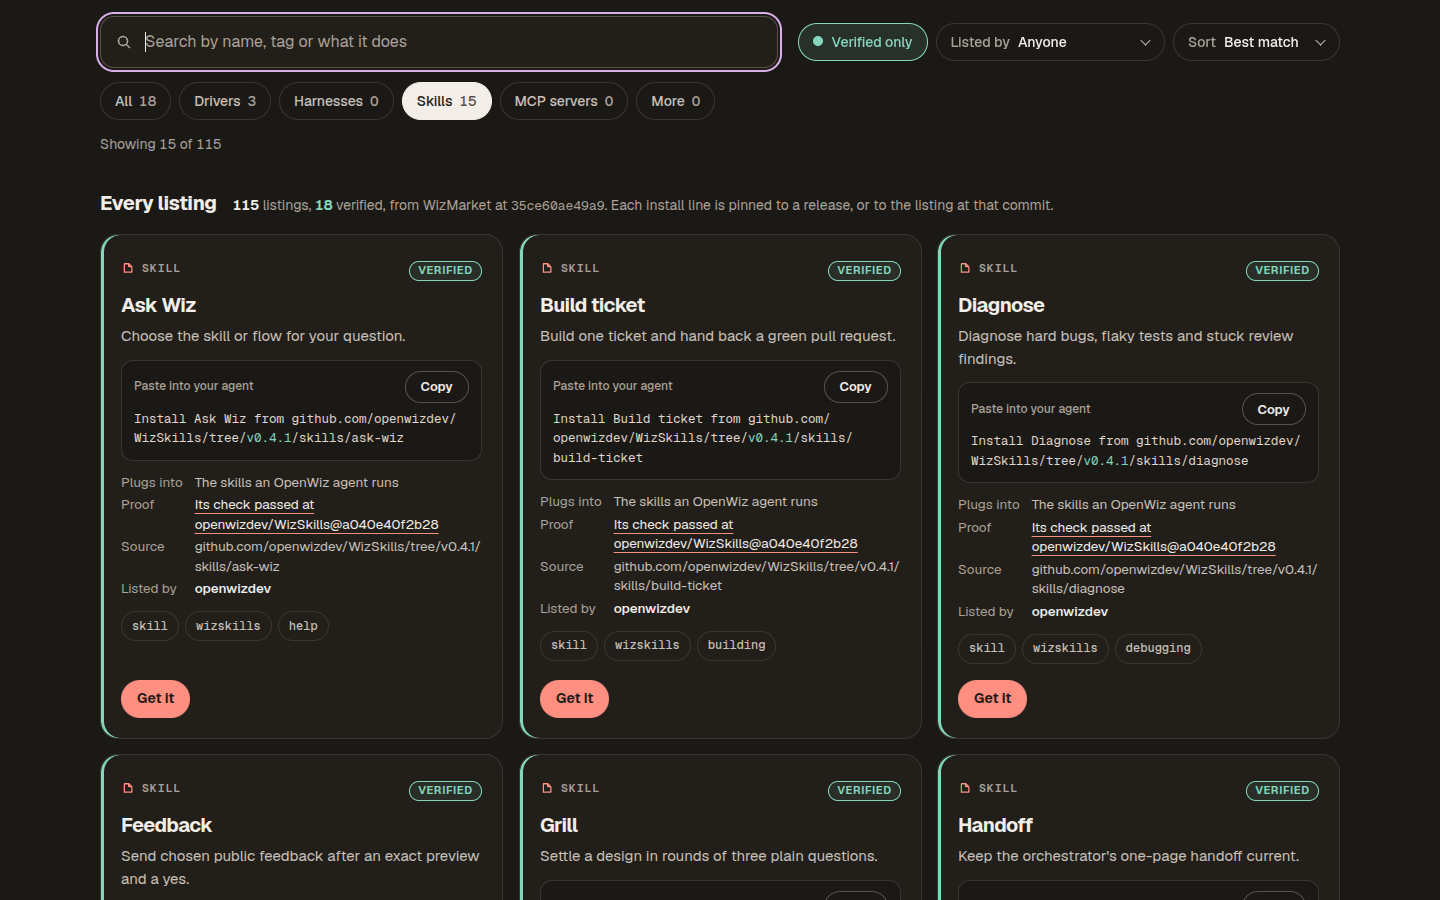 Search by name, tag or what it does
Verified only
Listed by Anyone
Sort Best match
All 18
Drivers 3
Harnesses 0
Skills 15
MCP servers 0
More 0
Showing 15 of 115
Every listing 115 listings, 18 verified, from WizMarket at 35ce60ae49a9. Each install line is pinned to a release, or to the listing at that commit.
SKILL
VERIFIED
Ask Wiz
Choose the skill or flow for your question.
Paste into your agent
Copy
Install Ask Wiz from github.com/openwizdev/
WizSkills/tree/v0.4.1/skills/ask-wiz
Plugs into The skills an OpenWiz agent runs
Proof Its check passed at
openwizdev/WizSkills@a040e40f2b28
Source github.com/openwizdev/WizSkills/tree/v0.4.1/
skills/ask-wiz
Listed by openwizdev
skill
wizskills
help
Get it
SKILL
VERIFIED
Build ticket
Build one ticket and hand back a green pull request.
Paste into your agent
Copy
Install Build ticket from github.com/
openwizdev/WizSkills/tree/v0.4.1/skills/
build-ticket
Plugs into The skills an OpenWiz agent runs
Proof Its check passed at
openwizdev/WizSkills@a040e40f2b28
Source github.com/openwizdev/WizSkills/tree/v0.4.1/
skills/build-ticket
Listed by openwizdev
skill
wizskills
building
Get it
SKILL
VERIFIED
Diagnose
Diagnose hard bugs, flaky tests and stuck review
findings.
Paste into your agent
Copy
Install Diagnose from github.com/openwizdev/
WizSkills/tree/v0.4.1/skills/diagnose
Plugs into The skills an OpenWiz agent runs
Proof Its check passed at
openwizdev/WizSkills@a040e40f2b28
Source github.com/openwizdev/WizSkills/tree/v0.4.1/
skills/diagnose
Listed by openwizdev
skill
wizskills
debugging
Get it
SKILL
VERIFIED
Feedback
Send chosen public feedback after an exact preview
and a yes.
SKILL
VERIFIED
Grill
Settle a design in rounds of three plain questions.
SKILL
VERIFIED
Handoff
Keep the orchestrator's one-page handoff current.